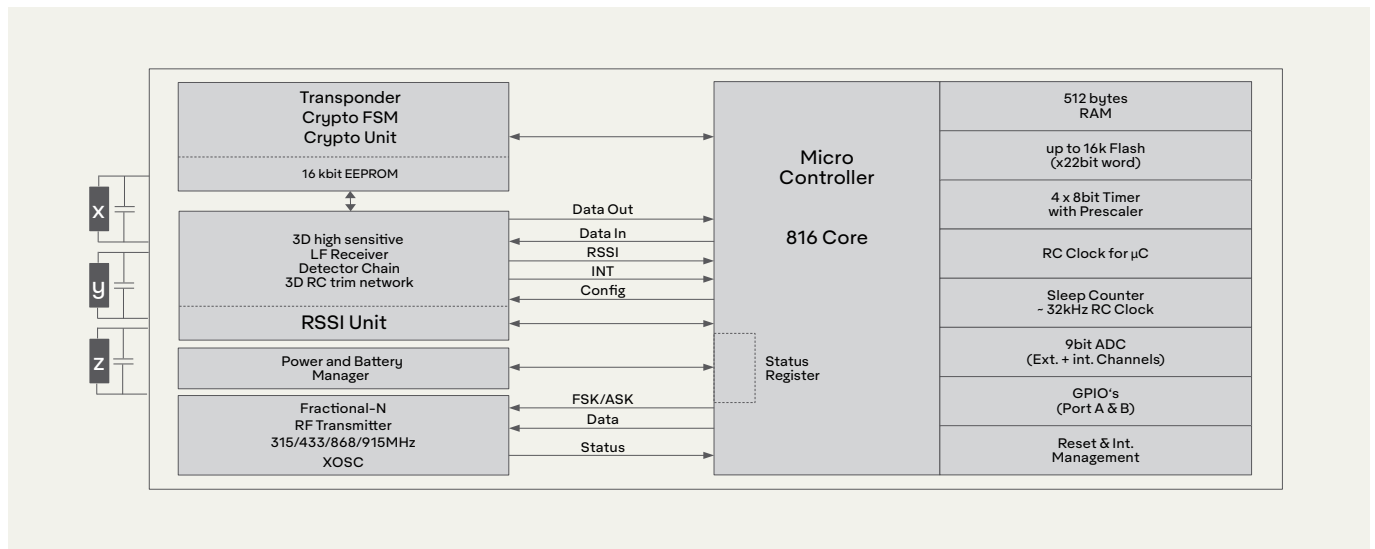 Transponder
Crypto FSM
Crypto Unit
16 kbit EEPROM
x
y
z
3D high sensitive
LF Receiver
Detector Chain
3D RC trim network
RSSI Unit
Power and Battery
Manager
Fractional-N
RF Transmitter
315/433/868/915MHz
XOSC
Data Out
Data In
RSSI
INT
Config
FSK/ASK
Data
Status
Micro
Controller
816 Core
Status
Register
512 bytes
RAM
up to 16k Flash
(x22bit word)
4 x 8bit Timer
with Prescaler
RC Clock for µC
Sleep Counter
~ 32kHz RC Clock
9bit ADC
(Ext. + int. Channels)
GPIO‘s
(Port A & B)
Reset & Int.
Management